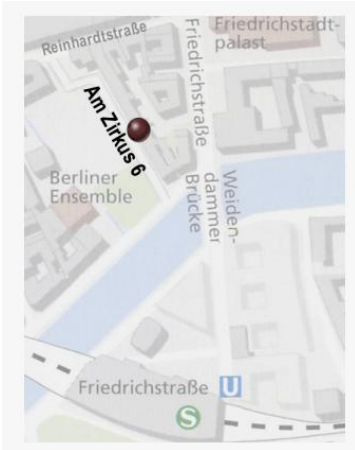 Reinhardtstraße
Friedrichstadt-
palast
Friedrichstraße
Am Zirkus 6
Berliner
Ensemble
Weiden-
dammer
Brücke
Friedrichstraße
U
S